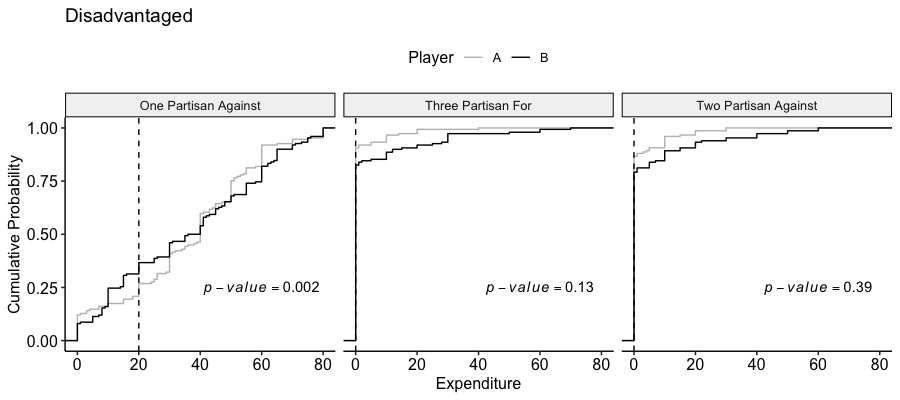 Disadvantaged
Player A B
One Partisan Against
Three Partisan For
Two Partisan Against
Cumulative Probability
1.00
0.75
0.50
0.25
0.00
p − value = 0.002
p − value = 0.13
p − value = 0.39
0 20 40 60 80
0 20 40 60 80
0 20 40 60 80
Expenditure